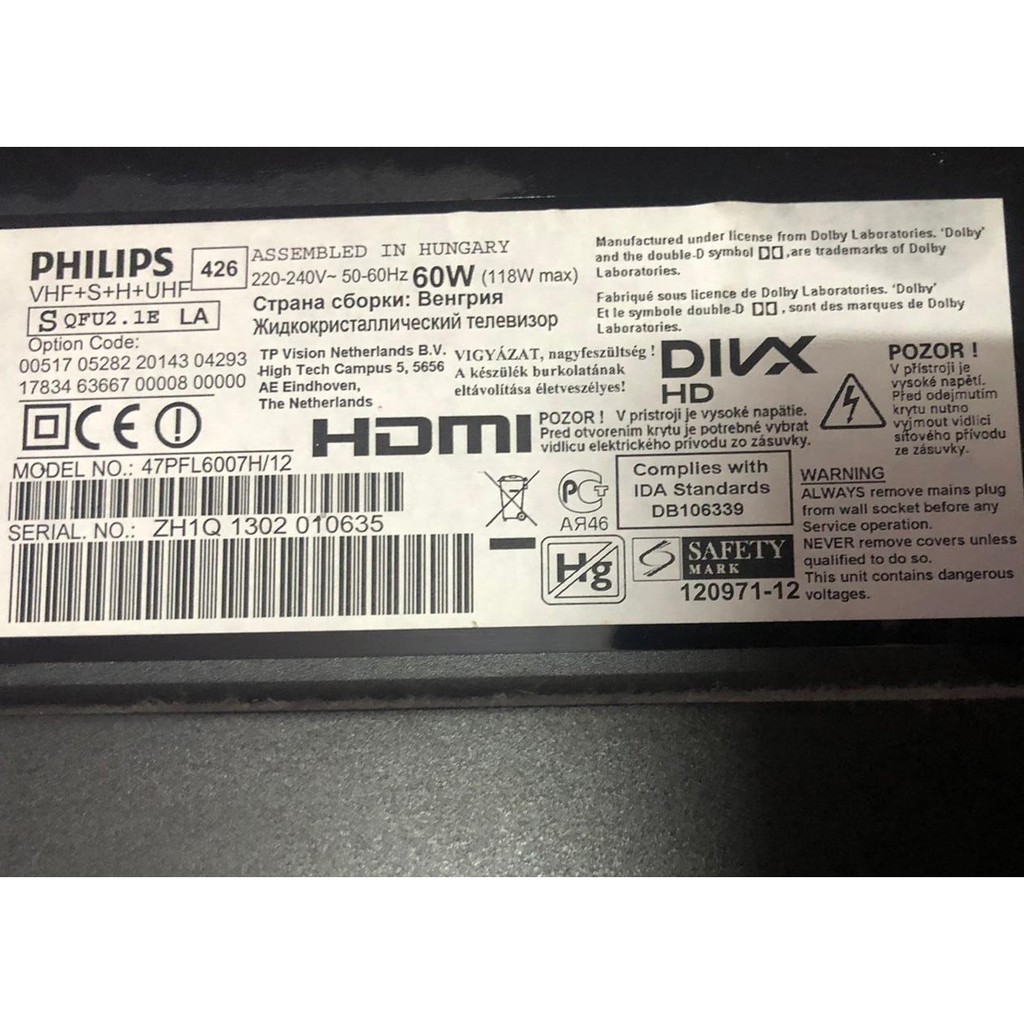 PHILIPS 426
VHF+S+H+UHF
S QFU2.1E LA
Option Code:
00517 05282 20143 04293
17834 63667 00008 00000
CE
MODEL NO.: 47PFL6007H/12
SERIAL. NO.: ZH1Q 1302 010635
ASSEMBLED IN HUNGARY
220-240V~ 50-60Hz 60W (118W max)
Страна сборки: Венгрия
Жидкокристаллический телевизор
TP Vision Netherlands B.V.
High Tech Campus 5, 5656
AE Eindhoven,
The Netherlands
VIGYÁZAT, nagyfeszültség !
A készülék burkolatának
eltávolítása életveszélyes!
Manufactured under license from Dolby Laboratories. 'Dolby'
and the double-D symbol ,are trademarks of Dolby
Laboratories.
Fabriqué sous licence de Dolby Laboratories. 'Dolby'
Et le symbole double-D , sont des marques de Dolby
Laboratories.
DIVX
HD
HDMI
POZOR ! V pristroji je vysoké napätie.
Pred otvorením krytu je potrebné vybrat
vidlicu elektrického prívodu zo zásuvky.
POZOR !
V přístroji je
vysoké napětí.
Před odejmutím
krytu nutno
vyjmout vidlici
síťového přívodu
ze zásuvky.
РСТ
АЯ46
Complies with
IDA Standards
DB106339
Hg
SAFETY
MARK
120971-12
WARNING
ALWAYS remove mains plug
from wall socket before any
Service operation.
NEVER remove covers unless
qualified to do so.
This unit contains dangerous
voltages.